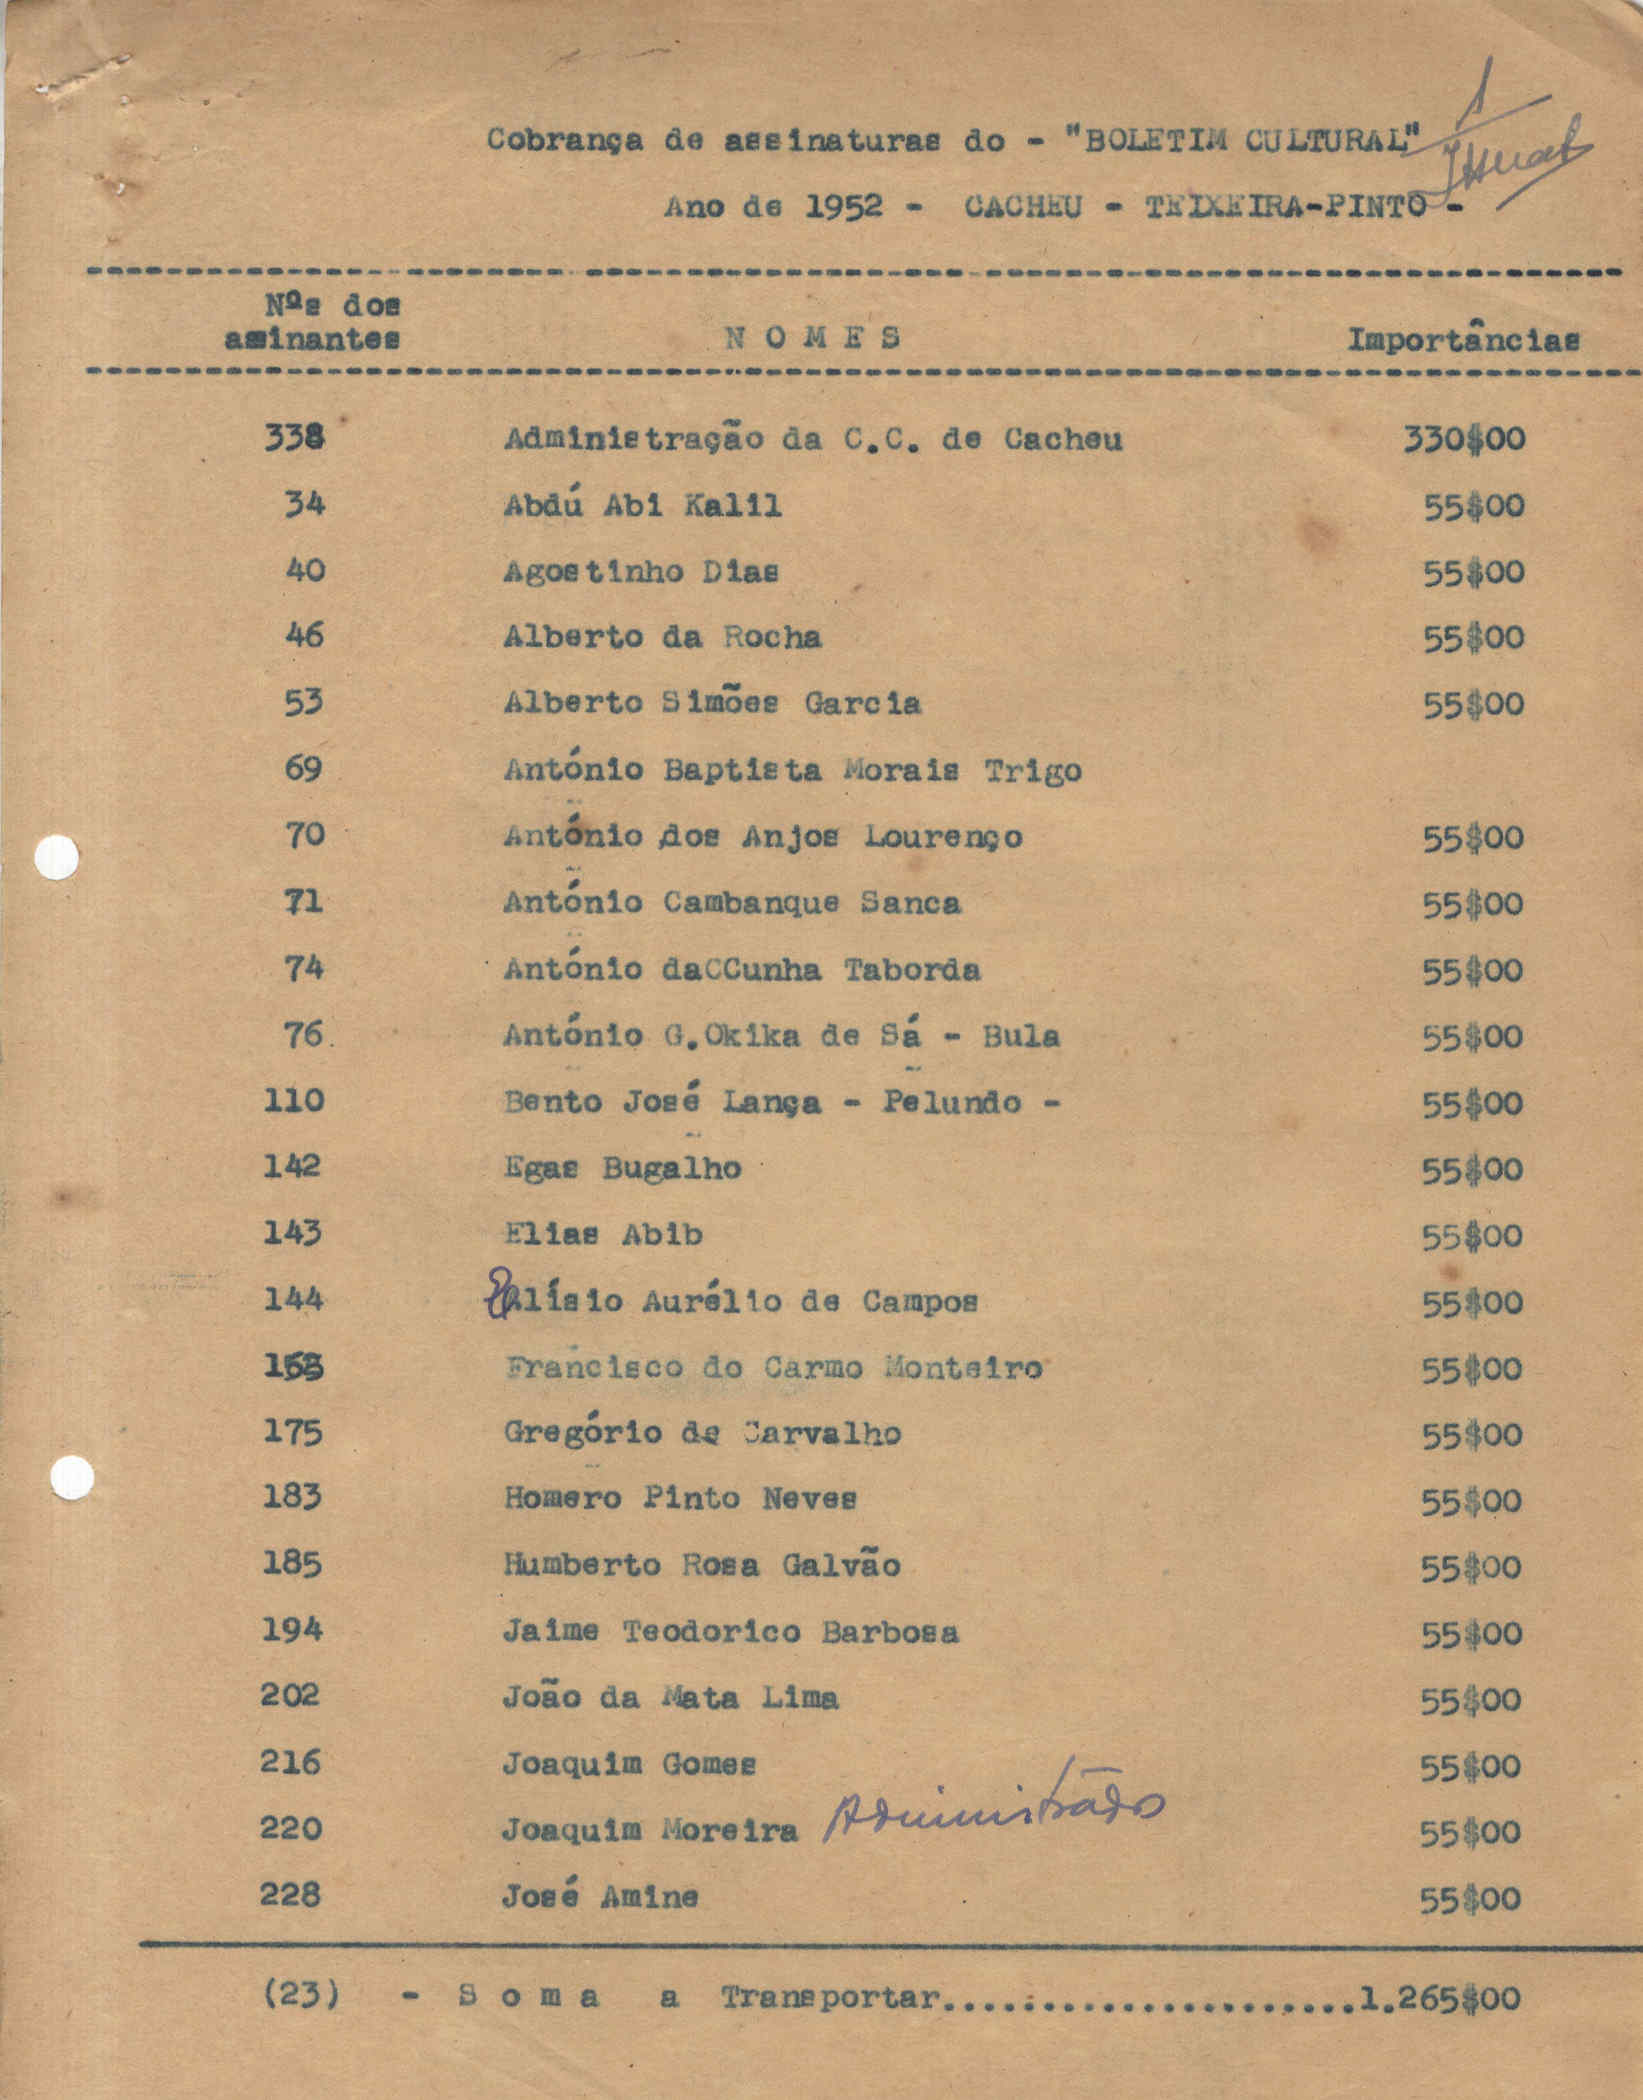 Cobrança de assinaturas do - "BOLETIM CULTURAL"
Ano de 1952 - CACHEU - TEIXEIRA-PINTO -
Nºs dos
assinantes N O M E S Importâncias
338 Administração da C.C. de Cacheu 330$00
34 Abdú Abi Kalil 55$00
40 Agostinho Dias 55$00
46 Alberto da Rocha 55$00
53 Alberto Simões Garcia 55$00
69 António Baptista Morais Trigo
70 António dos Anjos Lourenço 55$00
71 António Cambanque Sanca 55$00
74 António daCCunha Taborda 55$00
76. António G.Okika de Sá - Bula 55$00
110 Bento José Lança - Pelundo - 55$00
142 Egas Bugalho 55$00
143 Elias Abib 55$00
144 Elísio Aurélio de Campos 55$00
Francisco do Carmo Monteiro 55$00
175 Gregório de Carvalho 55$00
183 Homero Pinto Neves 55$00
185 Humberto Rosa Galvão 55$00
194 Jaime Teodorico Barbosa 55$00
202 João da Mata Lima 55$00
216 Joaquim Gomes 55$00
220 Joaquim Moreira 55$00
228 José Amine 55$00
(23) - S o m a a Transportar.....................1.265$00